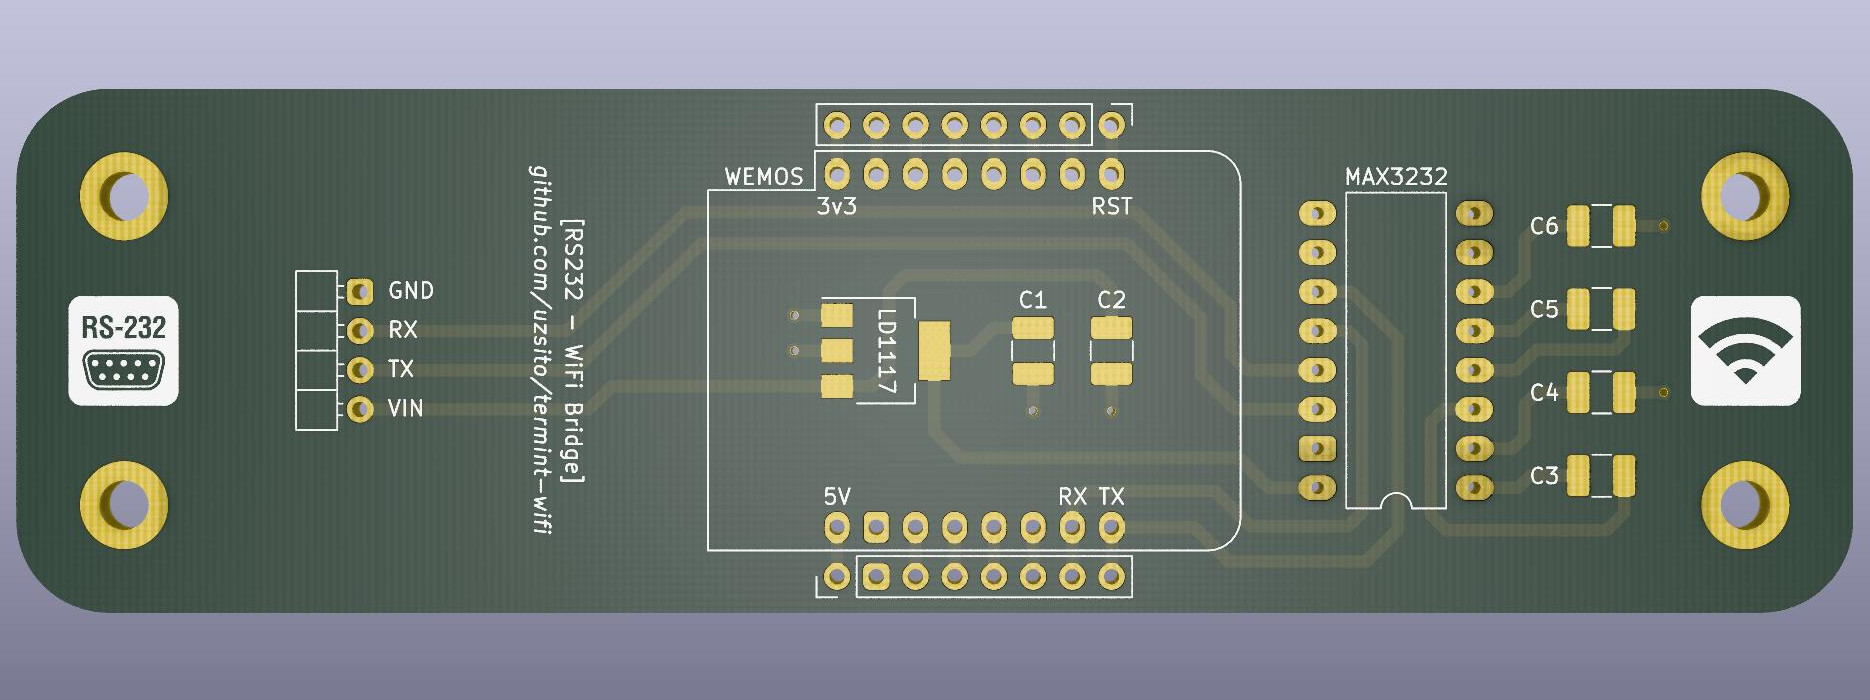 RS-232
GND
RX
TX
VIN
[RS232 - WiFi Bridge]
github.com/uzsito/termint-wifi
WEMOS
3v3
RST
LD1117
C1
C2
5V
RX
TX
MAX3232
C6
C5
C4
C3